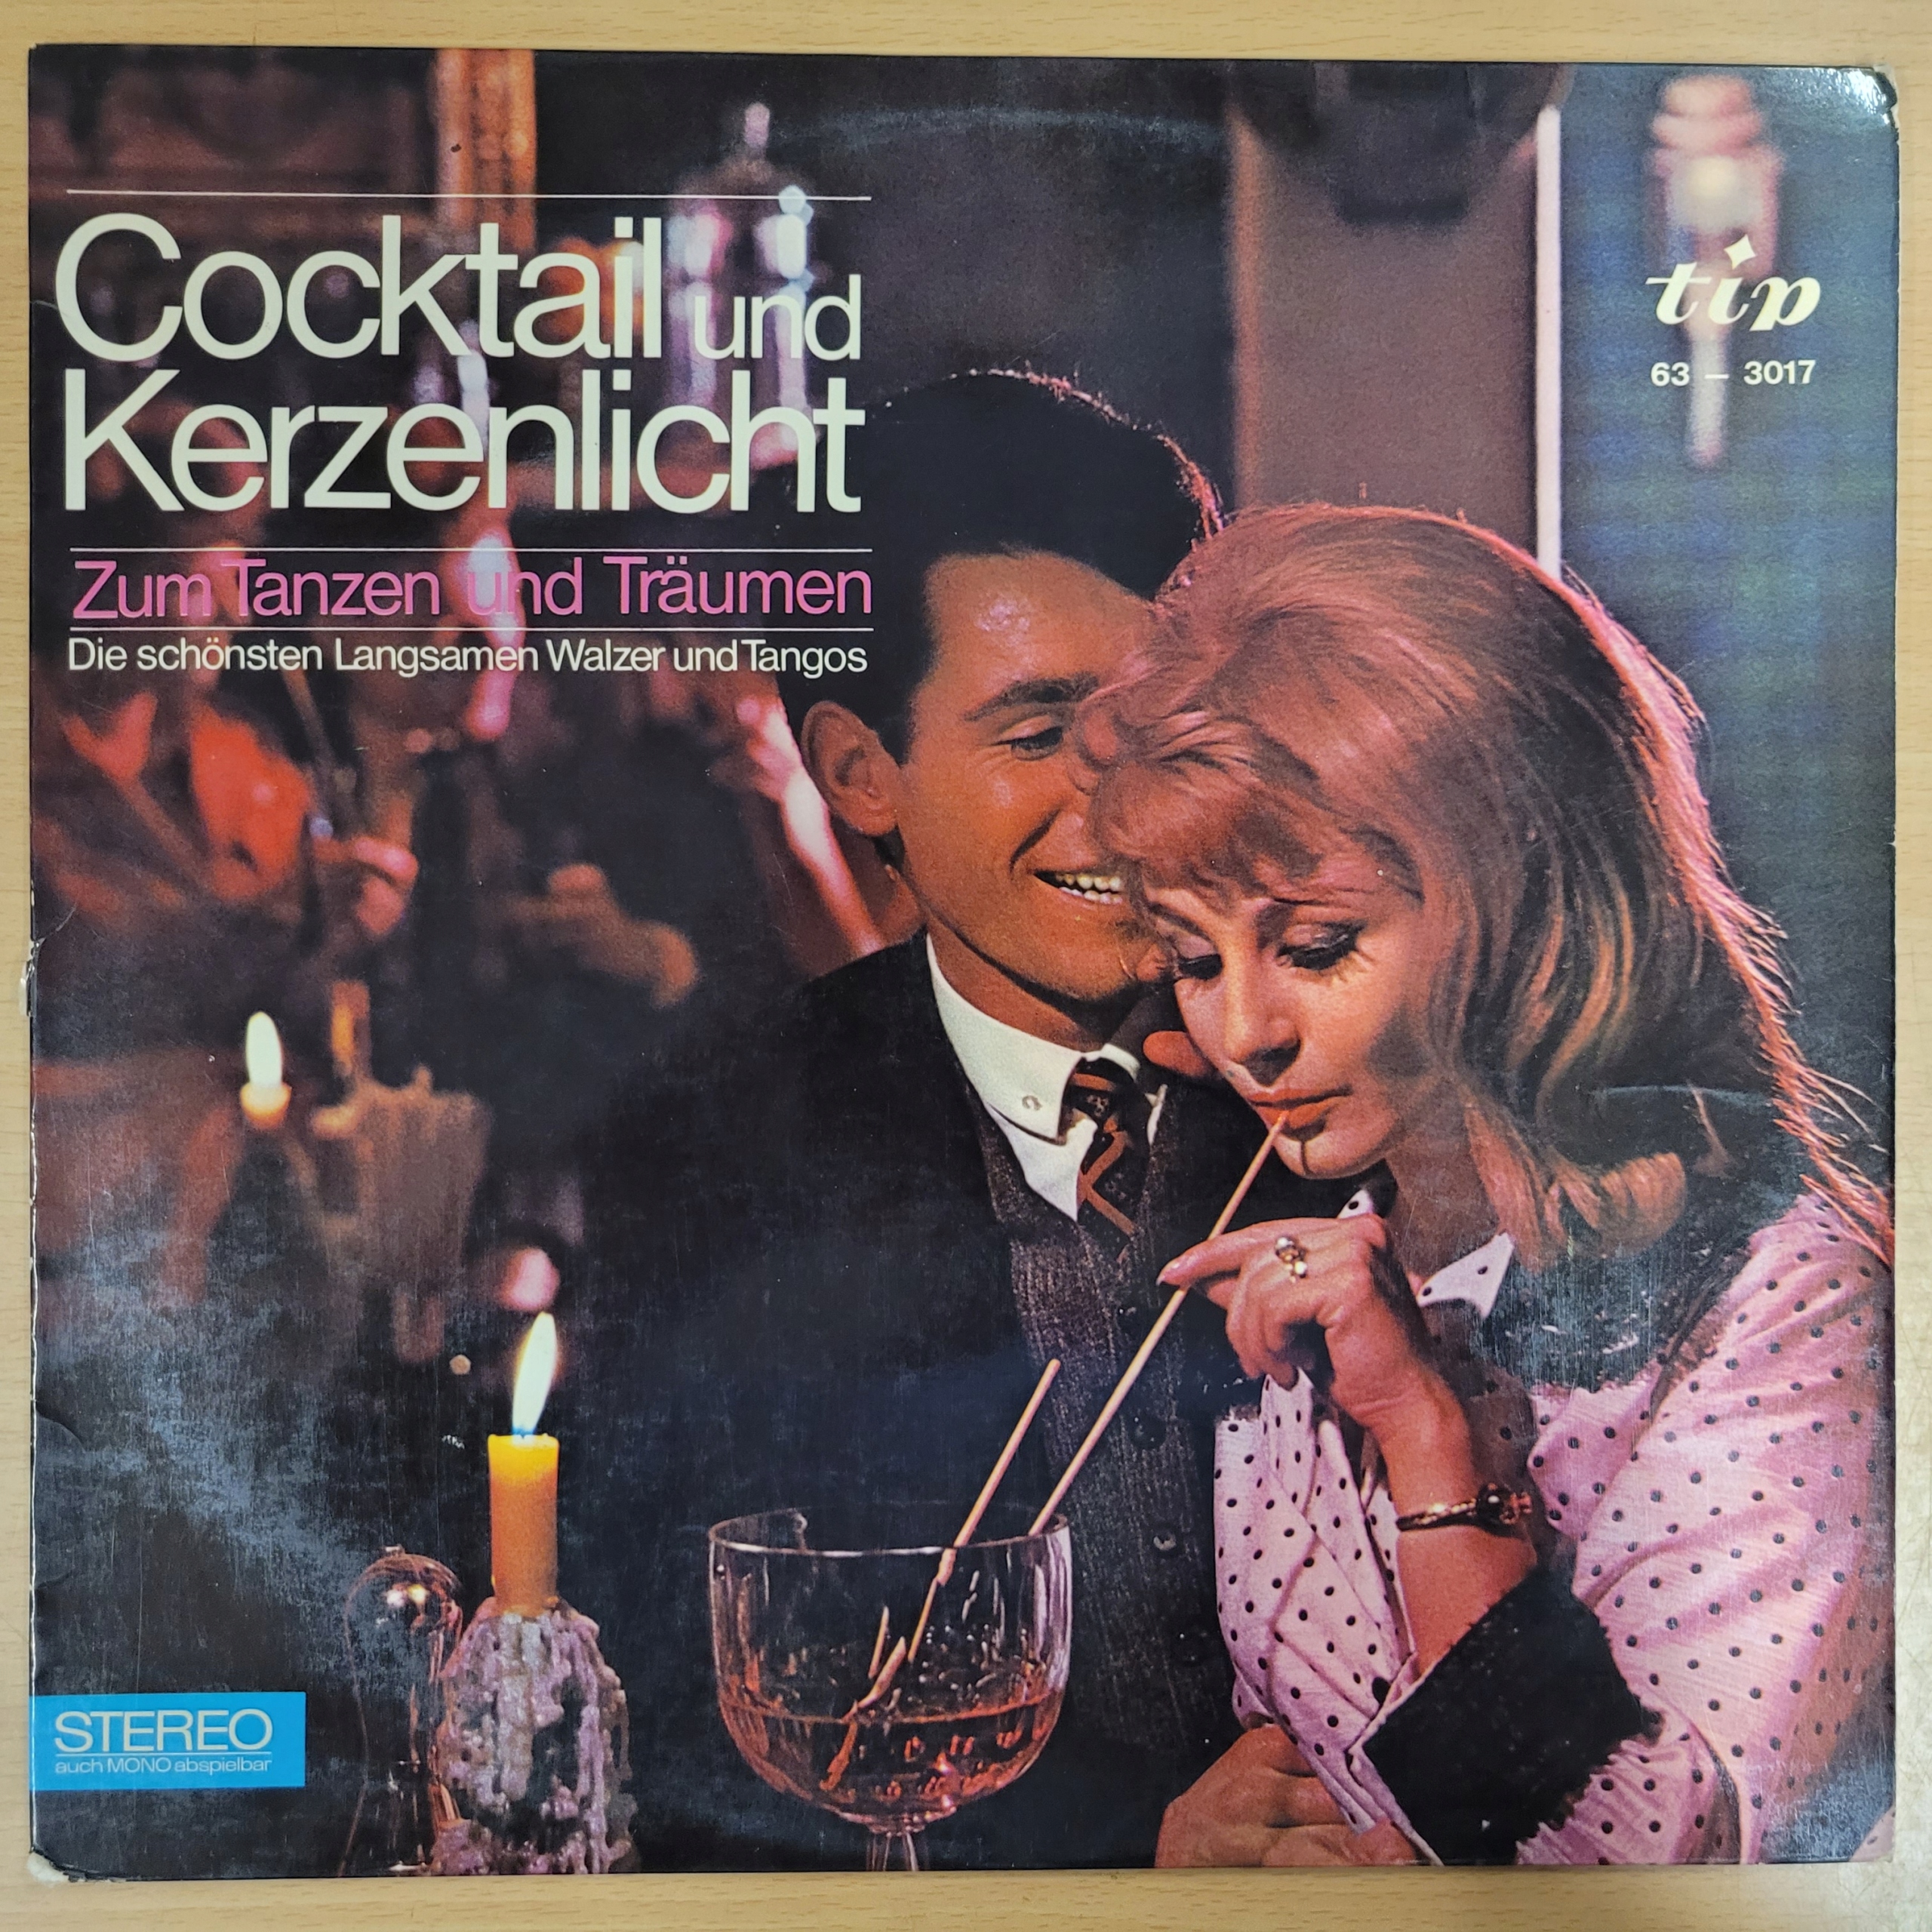 Cocktail und
Kerzenlicht
Zum Tanzen und Träumen
Die schönsten Langsamen Walzer und Tangos
tip
63 – 3017
STEREO
auch MONO abspielbar